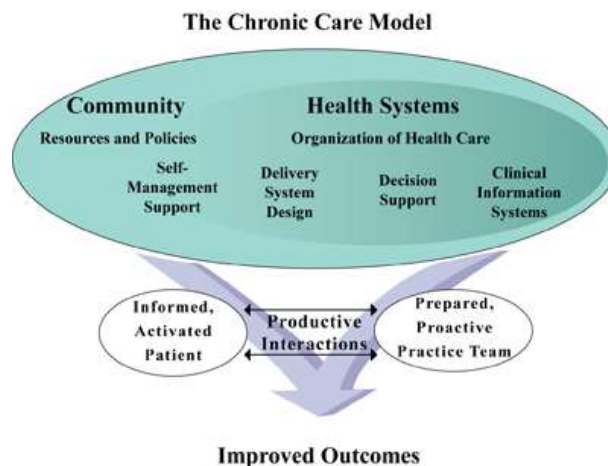 The Chronic Care Model
Community
Resources and Policies
Health Systems
Organization of Health Care
Self-
Management
Support
Delivery
System
Design
Decision
Support
Clinical
Information
Systems
Informed,
Activated
Patient
Productive
Interactions
Prepared,
Proactive
Practice Team
Improved Outcomes